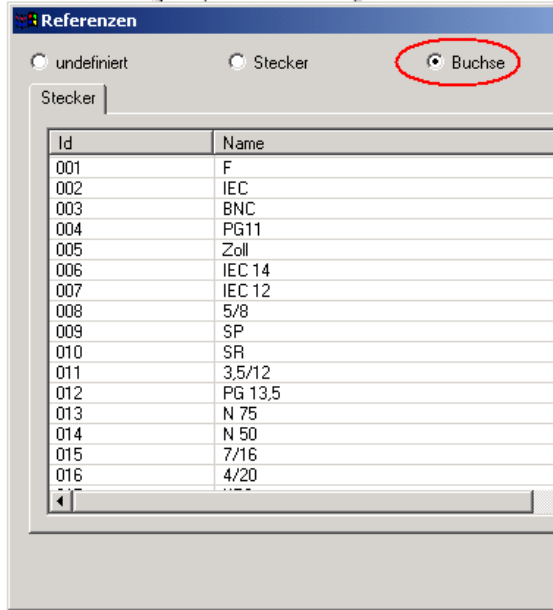 Referenzen
undefiniert Stecker Buchse
Stecker
Id Name
001 F
002 IEC
003 BNC
004 PG11
005 Zoll
006 IEC 14
007 IEC 12
008 5/8
009 SP
010 SR
011 3,5/12
012 PG 13,5
013 N 75
014 N 50
015 7/16
016 4/20